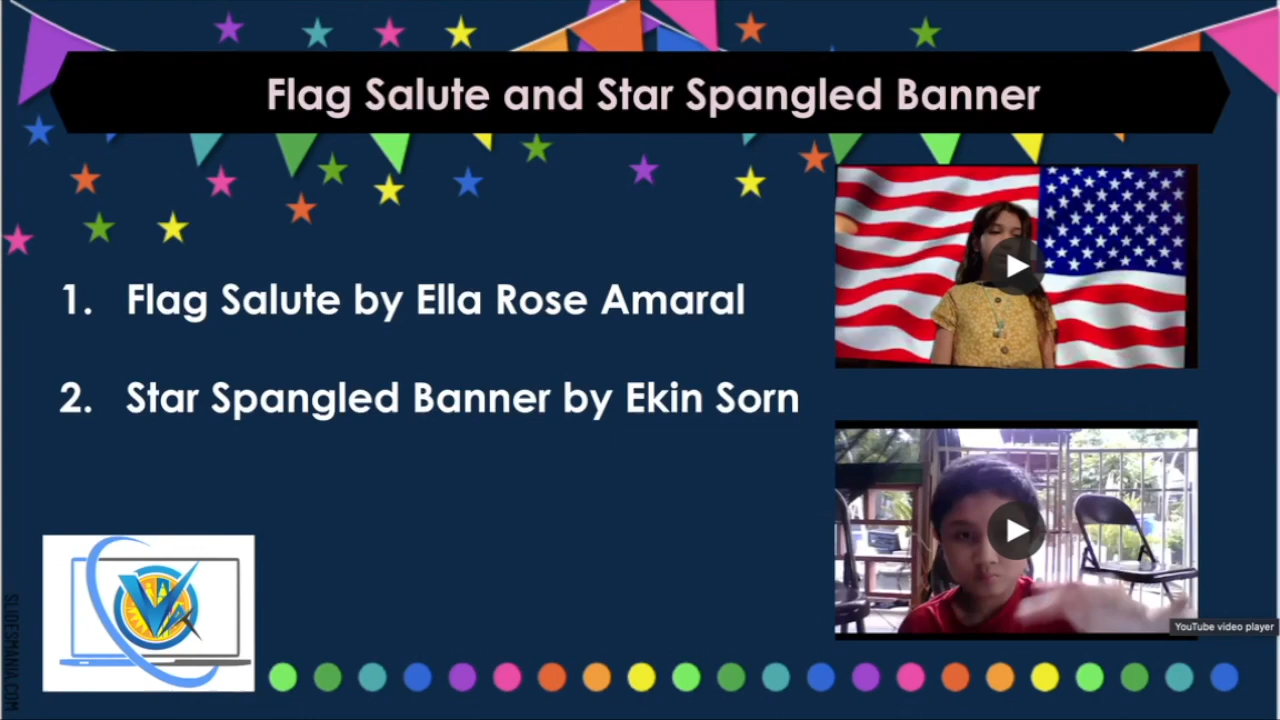 Flag Salute and Star Spangled Banner
1. Flag Salute by Ella Rose Amaral
2. Star Spangled Banner by Ekin Sorn
YouTube video player
SLIDESMANIA.COM